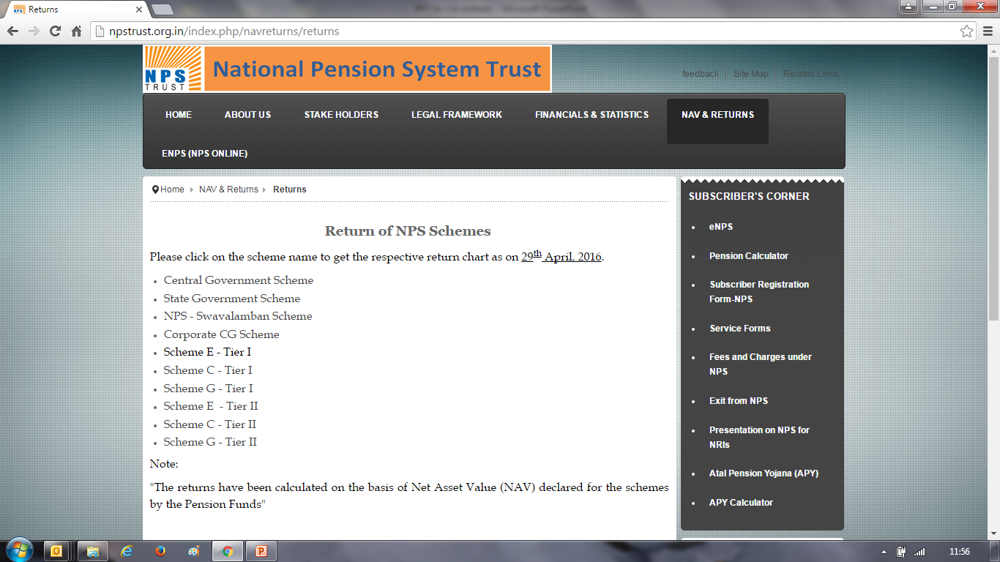 Returns
npstrust.org.in/index.php/navreturns/returns
NPS
TRUST
National Pension System Trust
feedback
Site Map
Related Links
HOME
ABOUT US
STAKE HOLDERS
LEGAL FRAMEWORK
FINANCIALS & STATISTICS
NAV & RETURNS
ENPS (NPS ONLINE)
Home
NAV & Returns
Returns
Return of NPS Schemes
Please click on the scheme name to get the respective return chart as on 29th April, 2016.
• Central Government Scheme
• State Government Scheme
• NPS - Swavalamban Scheme
• Corporate CG Scheme
• Scheme E - Tier I
• Scheme C - Tier I
• Scheme G - Tier I
• Scheme E - Tier II
• Scheme C - Tier II
• Scheme G - Tier II
Note:
"The returns have been calculated on the basis of Net Asset Value (NAV) declared for the schemes
by the Pension Funds"
SUBSCRIBER'S CORNER
• eNPS
• Pension Calculator
• Subscriber Registration
Form-NPS
• Service Forms
• Fees and Charges under
NPS
• Exit from NPS
• Presentation on NPS for
NRIs
• Atal Pension Yojana (APY)
• APY Calculator
11:56